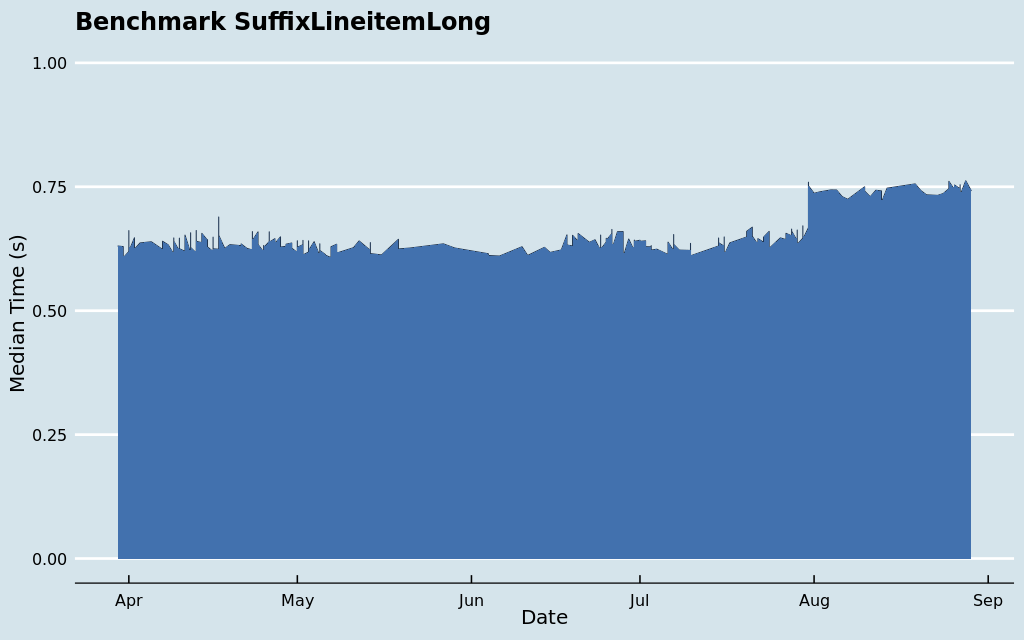 Benchmark SuffixLineitemLong
1.00
0.75
0.50
0.25
0.00
Median Time (s)
Apr May Jun Jul Aug Sep
Date